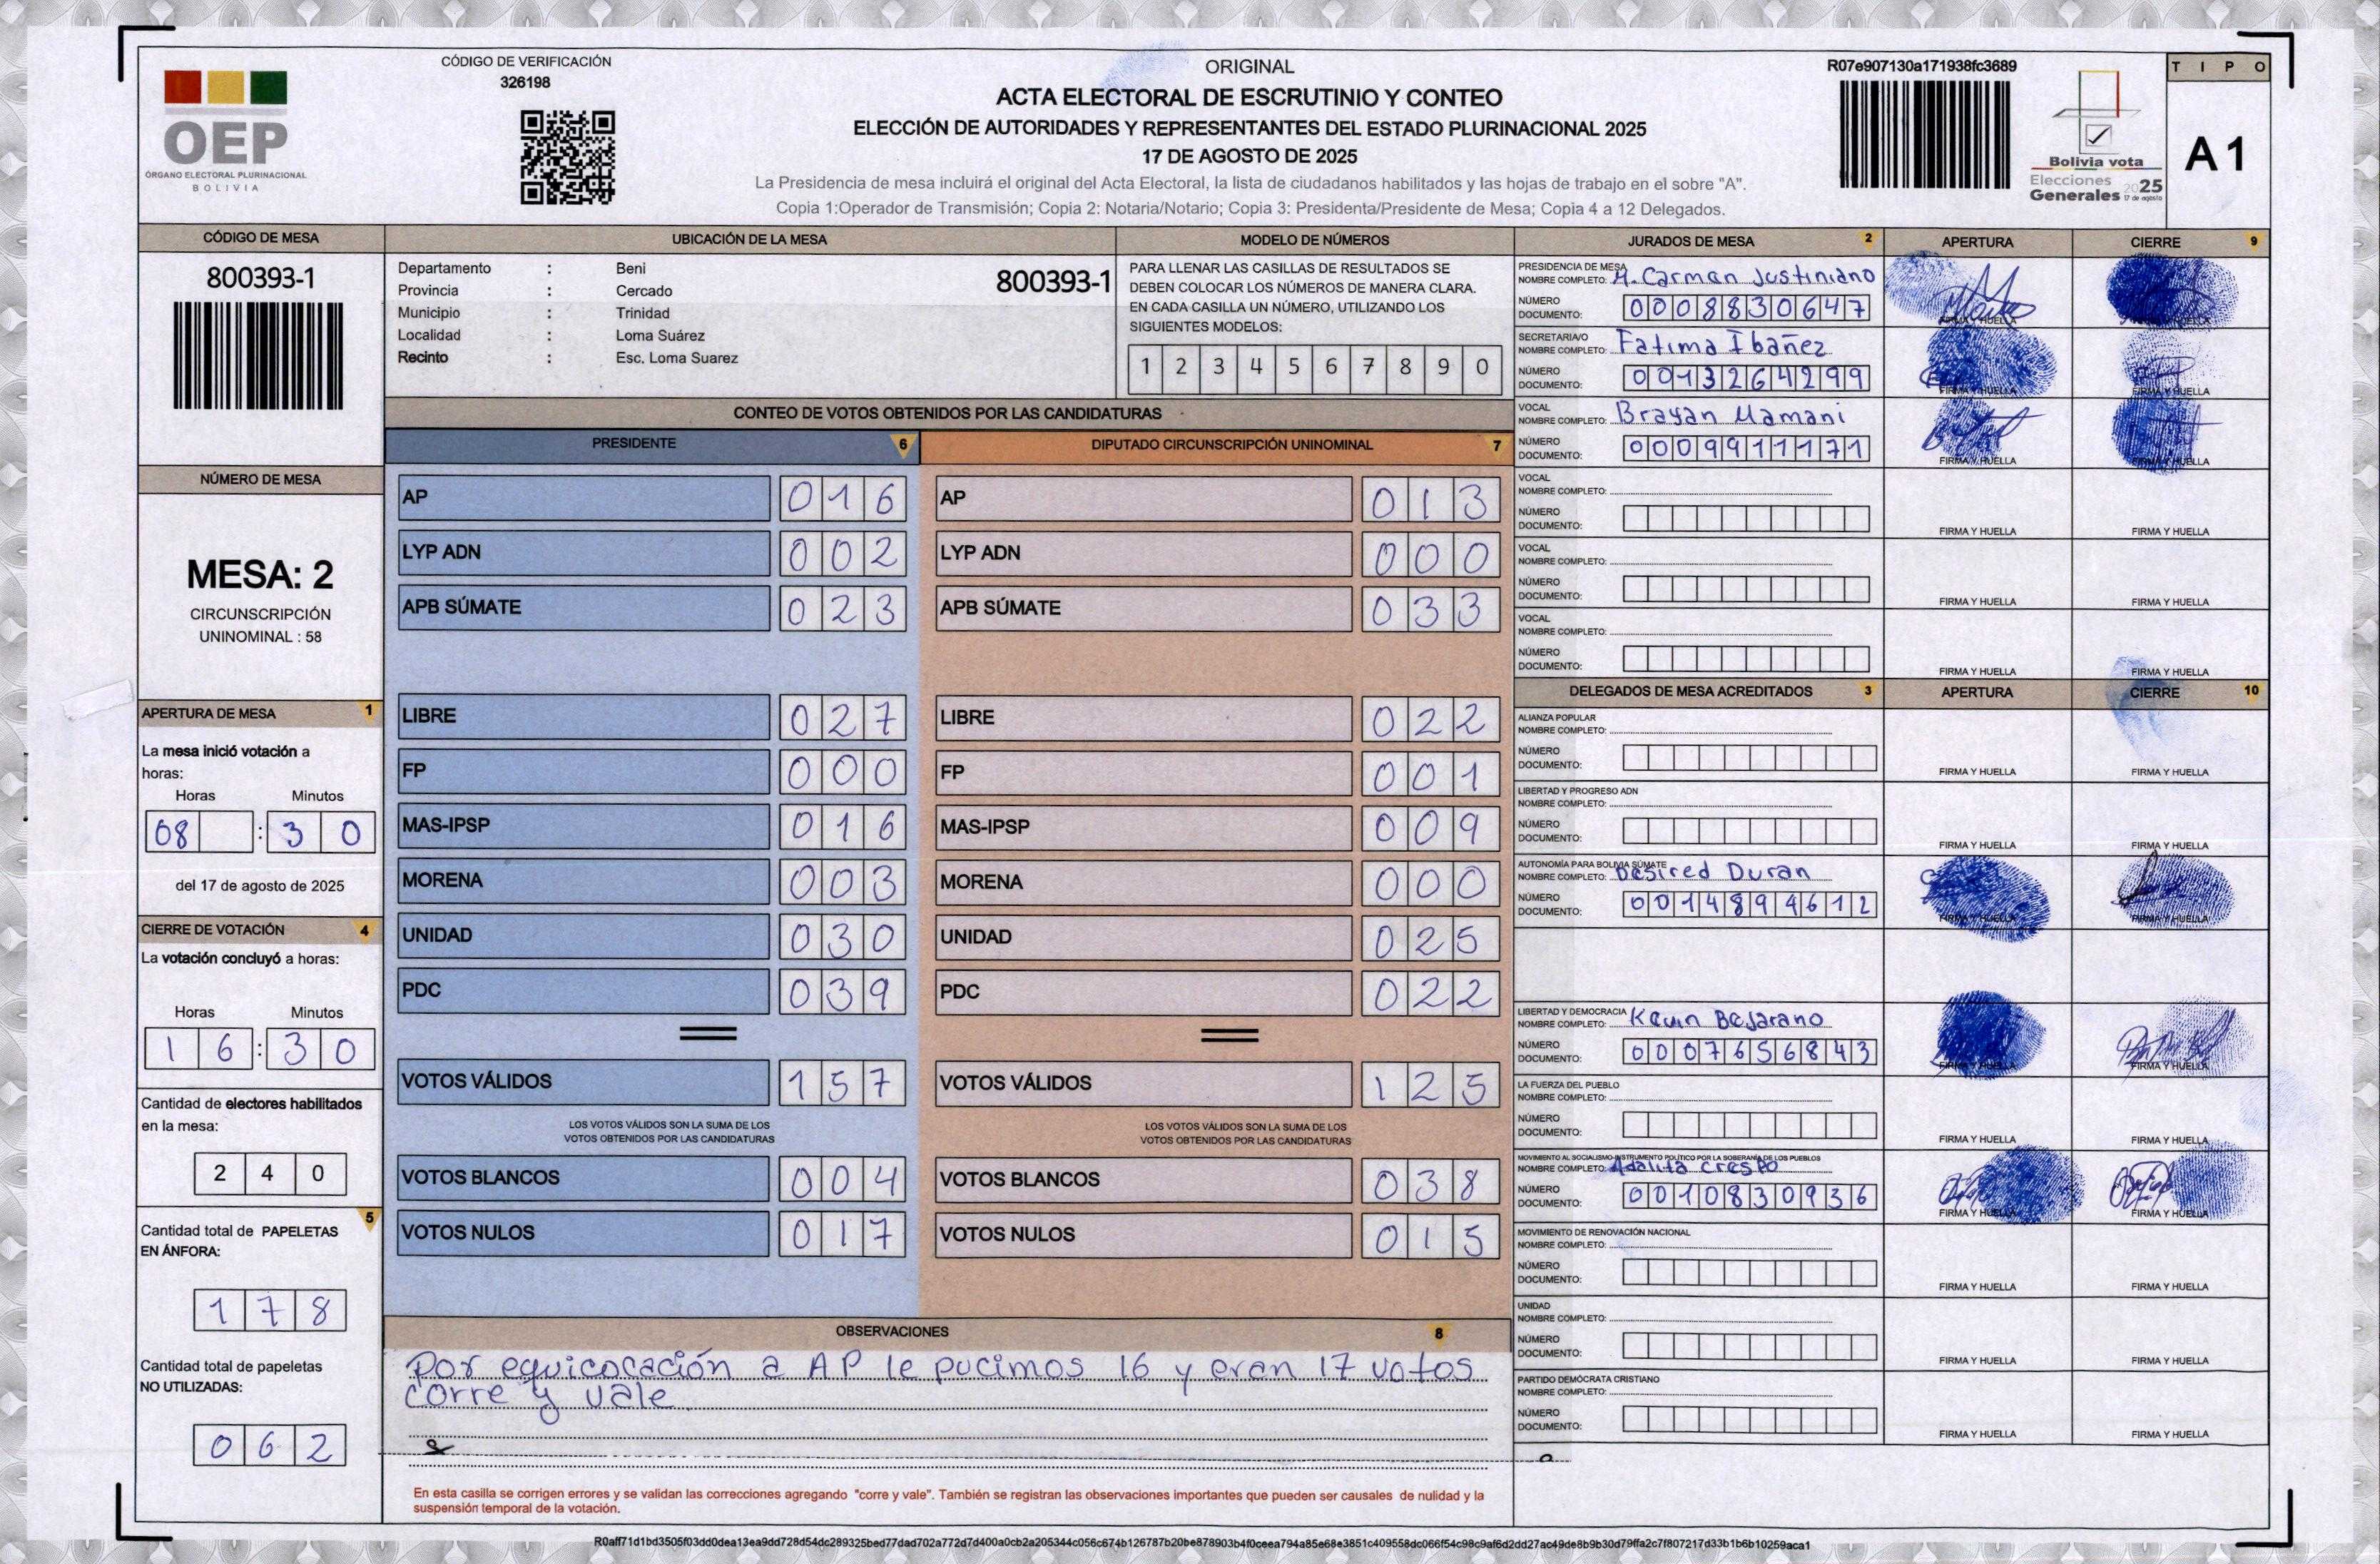 CÓDIGO DE VERIFICACIÓN
326198
ORIGINAL
ACTA ELECTORAL DE ESCRUTINIO Y CONTEO
ELECCIÓN DE AUTORIDADES Y REPRESENTANTES DEL ESTADO PLURINACIONAL 2025
17 DE AGOSTO DE 2025
La Presidencia de mesa incluirá el original del Acta Electoral, la lista de ciudadanos habilitados y las hojas de trabajo en el sobre "A".
Copia 1:Operador de Transmisión; Copia 2: Notaria/Notario; Copia 3: Presidenta/Presidente de Mesa; Copia 4 a 12 Delegados.
OEP
ÓRGANO ELECTORAL PLURINACIONAL
BOLIVIA
R07e907130a171938fc3689
Bolivia vota
Elecciones
Generales 2025
17 de agosto
TIPO
A 1
CÓDIGO DE MESA
800393-1
NÚMERO DE MESA
MESA: 2
CIRCUNSCRIPCIÓN
UNINOMINAL : 58
APERTURA DE MESA 1
La mesa inició votación a
horas:
Horas Minutos
08 : 30
del 17 de agosto de 2025
CIERRE DE VOTACIÓN 4
La votación concluyó a horas:
Horas Minutos
16 : 30
Cantidad de electores habilitados
en la mesa:
240
5
Cantidad total de PAPELETAS
EN ÁNFORA:
178
Cantidad total de papeletas
NO UTILIZADAS:
062
UBICACIÓN DE LA MESA
Departamento : Beni
800393-1
Provincia : Cercado
Municipio : Trinidad
Localidad : Loma Suárez
Recinto : Esc. Loma Suarez
MODELO DE NÚMEROS
PARA LLENAR LAS CASILLAS DE RESULTADOS SE
DEBEN COLOCAR LOS NÚMEROS DE MANERA CLARA.
EN CADA CASILLA UN NÚMERO, UTILIZANDO LOS
SIGUIENTES MODELOS:
1 2 3 4 5 6 7 8 9 0
CONTEO DE VOTOS OBTENIDOS POR LAS CANDIDATURAS
PRESIDENTE 6
AP 016
LYP ADN 002
APB SÚMATE 023
LIBRE 027
FP 000
MAS-IPSP 016
MORENA 003
UNIDAD 030
PDC 039
VOTOS VÁLIDOS 157
LOS VOTOS VÁLIDOS SON LA SUMA DE LOS
VOTOS OBTENIDOS POR LAS CANDIDATURAS
VOTOS BLANCOS 004
VOTOS NULOS 017
DIPUTADO CIRCUNSCRIPCIÓN UNINOMINAL 7
AP 013
LYP ADN 000
APB SÚMATE 033
LIBRE 022
FP 001
MAS-IPSP 009
MORENA 000
UNIDAD 025
PDC 022
VOTOS VÁLIDOS 125
LOS VOTOS VÁLIDOS SON LA SUMA DE LOS
VOTOS OBTENIDOS POR LAS CANDIDATURAS
VOTOS BLANCOS 038
VOTOS NULOS 015
OBSERVACIONES 8
Por equicocación a AP le pucimos 16 y eran 17 votos
corre y vale
En esta casilla se corrigen errores y se validan las correcciones agregando "corre y vale". También se registran las observaciones importantes que pueden ser causales de nulidad y la
suspensión temporal de la votación.
JURADOS DE MESA 2 APERTURA CIERRE 9
PRESIDENCIA DE MESA
NOMBRE COMPLETO: M. Carmen Justiniano
NÚMERO
DOCUMENTO: 0008830647
FIRMA Y HUELLA FIRMA Y HUELLA
SECRETARIA/O
NOMBRE COMPLETO: Fatima Ibañez
NÚMERO
DOCUMENTO: 0013264299
FIRMA Y HUELLA FIRMA Y HUELLA
VOCAL
NOMBRE COMPLETO: Brayan Mamani
NÚMERO
DOCUMENTO: 0009911171
FIRMA Y HUELLA FIRMA Y HUELLA
VOCAL
NOMBRE COMPLETO:
NÚMERO
DOCUMENTO:
FIRMA Y HUELLA FIRMA Y HUELLA
VOCAL
NOMBRE COMPLETO:
NÚMERO
DOCUMENTO:
FIRMA Y HUELLA FIRMA Y HUELLA
VOCAL
NOMBRE COMPLETO:
NÚMERO
DOCUMENTO:
FIRMA Y HUELLA FIRMA Y HUELLA
DELEGADOS DE MESA ACREDITADOS 3 APERTURA CIERRE 10
ALIANZA POPULAR
NOMBRE COMPLETO:
NÚMERO
DOCUMENTO:
FIRMA Y HUELLA FIRMA Y HUELLA
LIBERTAD Y PROGRESO ADN
NOMBRE COMPLETO:
NÚMERO
DOCUMENTO:
FIRMA Y HUELLA FIRMA Y HUELLA
AUTONOMÍA PARA BOLIVIA SÚMATE
NOMBRE COMPLETO: Desired Duran
NÚMERO
DOCUMENTO: 0014894612
FIRMA Y HUELLA FIRMA Y HUELLA
LIBERTAD Y DEMOCRACIA
NOMBRE COMPLETO: Kevin Bejarano
NÚMERO
DOCUMENTO: 0007656843
FIRMA Y HUELLA FIRMA Y HUELLA
LA FUERZA DEL PUEBLO
NOMBRE COMPLETO:
NÚMERO
DOCUMENTO:
FIRMA Y HUELLA FIRMA Y HUELLA
MOVIMIENTO AL SOCIALISMO-INSTRUMENTO POLÍTICO POR LA SOBERANÍA DE LOS PUEBLOS
NOMBRE COMPLETO: Adalita Crespo
NÚMERO
DOCUMENTO: 0010830936
FIRMA Y HUELLA FIRMA Y HUELLA
MOVIMIENTO DE RENOVACIÓN NACIONAL
NOMBRE COMPLETO:
NÚMERO
DOCUMENTO:
FIRMA Y HUELLA FIRMA Y HUELLA
UNIDAD
NOMBRE COMPLETO:
NÚMERO
DOCUMENTO:
FIRMA Y HUELLA FIRMA Y HUELLA
PARTIDO DEMÓCRATA CRISTIANO
NOMBRE COMPLETO:
NÚMERO
DOCUMENTO:
FIRMA Y HUELLA FIRMA Y HUELLA